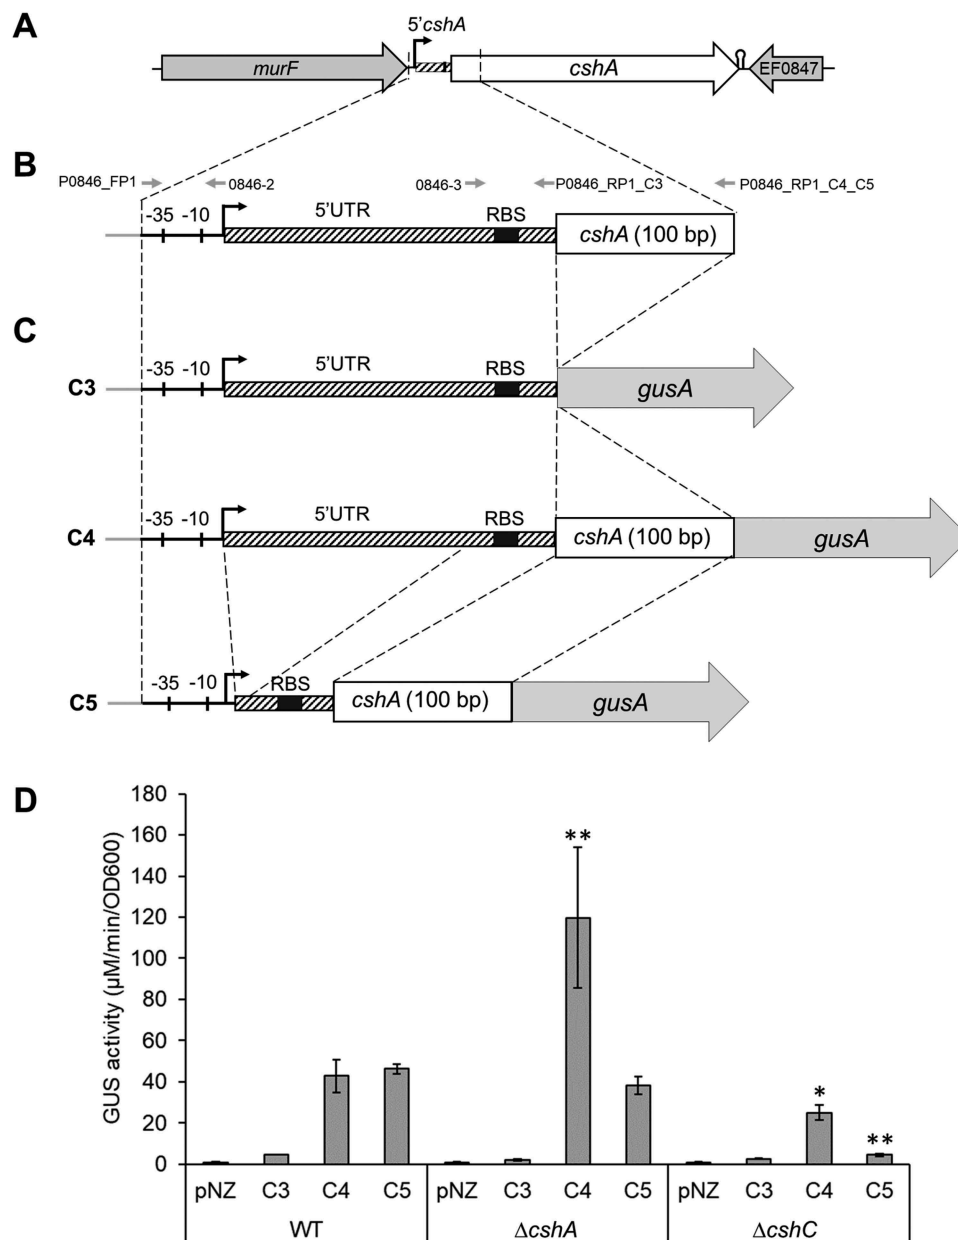 A
5'cshA
murF
cshA
EF0847
B
P0846_FP1
0846-2
0846-3
P0846_RP1_C3
P0846_RP1_C4_C5
-35 -10
5'UTR
RBS
cshA (100 bp)
C
C3
-35 -10
5'UTR
RBS
gusA
C4
-35 -10
5'UTR
RBS
cshA (100 bp)
gusA
C5
-35 -10
RBS
cshA (100 bp)
gusA
D
GUS activity (µM/min/OD600)
180
160
140
120
100
80
60
40
20
0
**
*
**
pNZ C3 C4 C5 pNZ C3 C4 C5 pNZ C3 C4 C5
WT ΔcshA ΔcshC